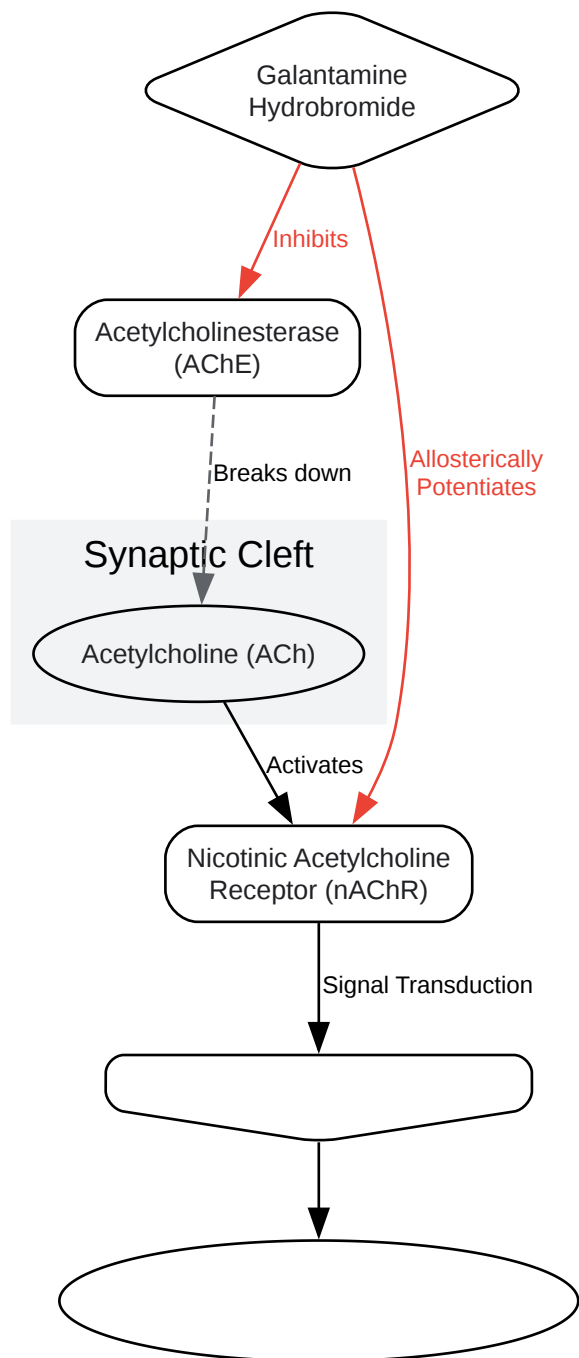 Galantamine
Hydrobromide
Inhibits
Acetylcholinesterase
(AChE)
Allosterically
Potentiates
Breaks down
Synaptic Cleft
Acetylcholine (ACh)
Activates
Nicotinic Acetylcholine
Receptor (nAChR)
Signal Transduction